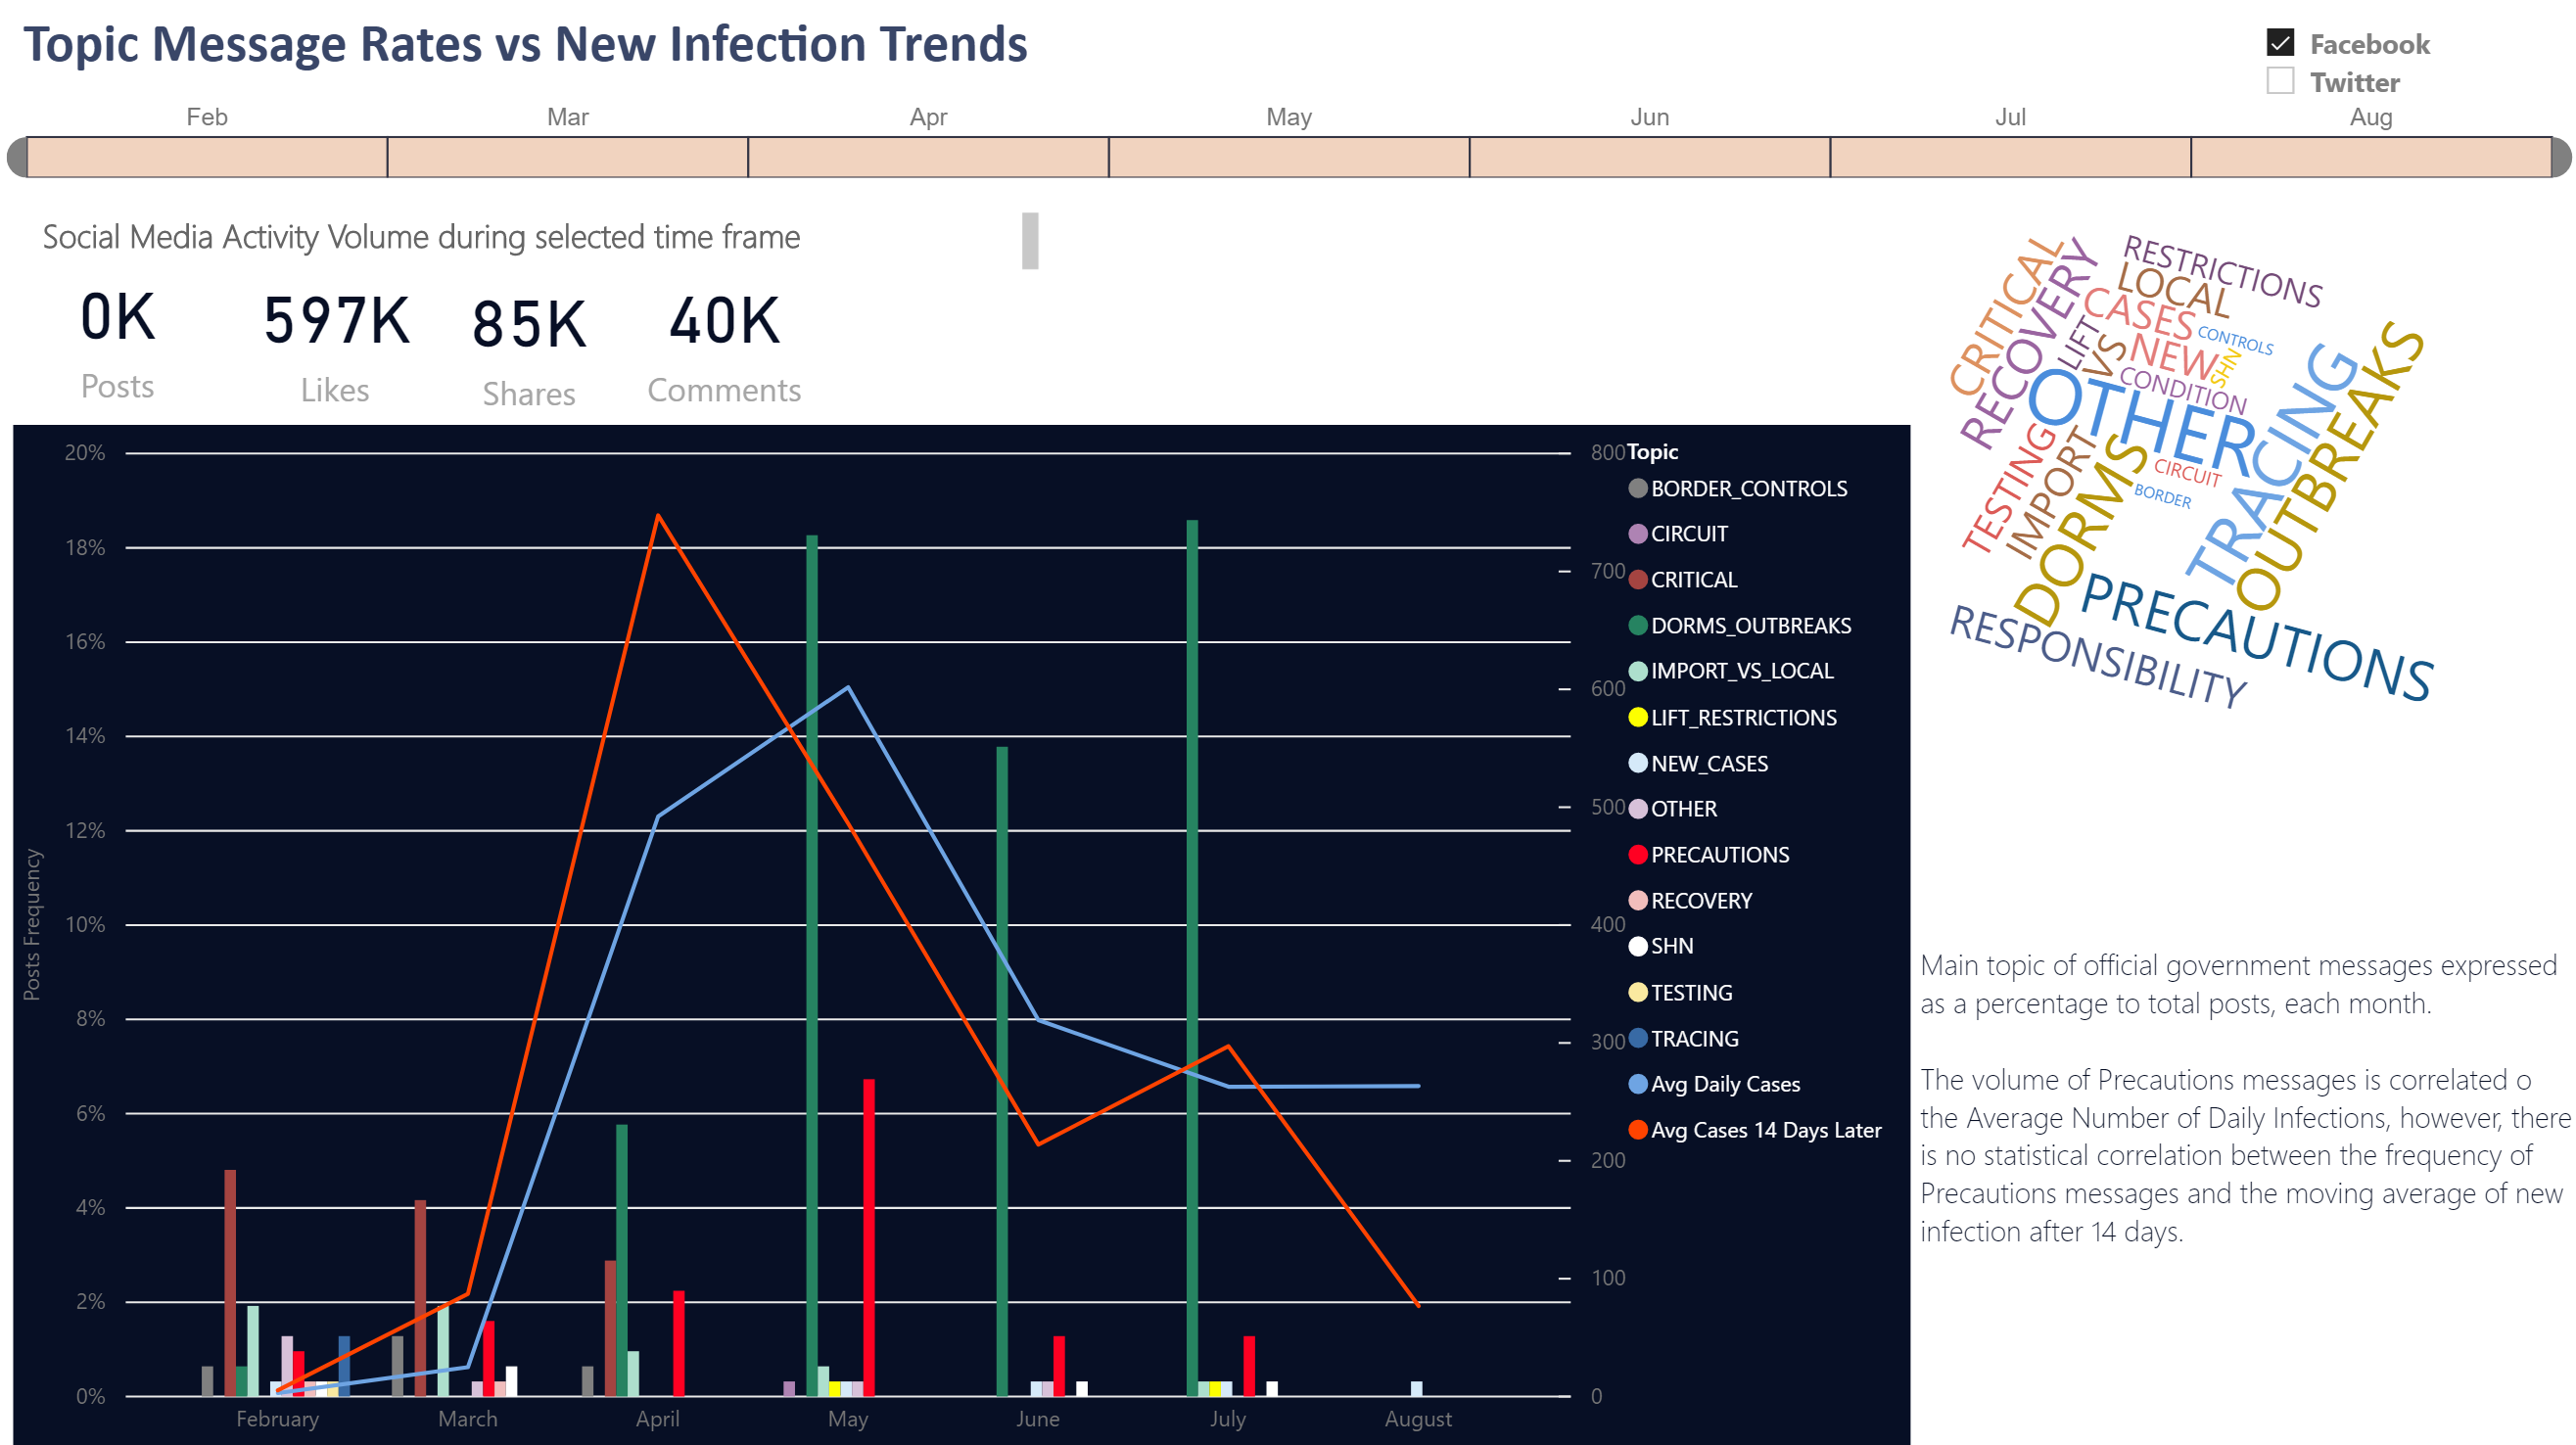 Topic Message Rates vs New Infection Trends
Facebook
Twitter
Feb Mar Apr May Jun Jul Aug
Social Media Activity Volume during selected time frame
0K 597K 85K 40K
Posts Likes Shares Comments
RESTRICTIONS
LOCAL
CRITICAL
RECOVERY
CASES
CONTROLS
LIFT
VS
NEW
SHN
CONDITION
OTHER
TRACING
OUTBREAKS
TESTING
IMPORT
DORMS
CIRCUIT
BORDER
PRECAUTIONS
RESPONSIBILITY
Posts Frequency
20%
18%
16%
14%
12%
10%
8%
6%
4%
2%
0%
800
700
600
500
400
300
200
100
0
February March April May June July August
Topic
BORDER_CONTROLS
CIRCUIT
CRITICAL
DORMS_OUTBREAKS
IMPORT_VS_LOCAL
LIFT_RESTRICTIONS
NEW_CASES
OTHER
PRECAUTIONS
RECOVERY
SHN
TESTING
TRACING
Avg Daily Cases
Avg Cases 14 Days Later
Main topic of official government messages expressed
as a percentage to total posts, each month.
The volume of Precautions messages is correlated o
the Average Number of Daily Infections, however, there
is no statistical correlation between the frequency of
Precautions messages and the moving average of new
infection after 14 days.